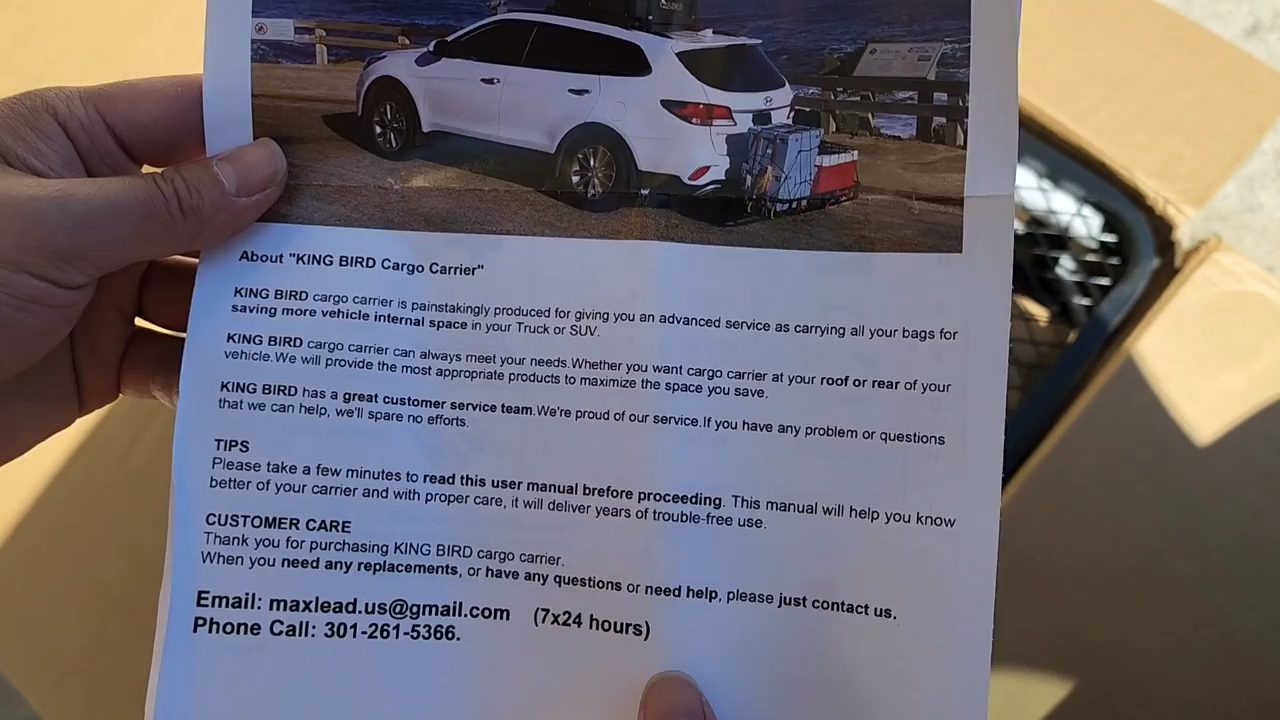 About "KING BIRD Cargo Carrier"
KING BIRD cargo carrier is painstakingly produced for giving you an advanced service as carrying all your bags for
saving more vehicle internal space in your Truck or SUV.
KING BIRD cargo carrier can always meet your needs.Whether you want cargo carrier at your roof or rear of your
vehicle.We will provide the most appropriate products to maximize the space you save.
KING BIRD has a great customer service team.We're proud of our service.If you have any problem or questions
that we can help, we'll spare no efforts.
TIPS
Please take a few minutes to read this user manual brefore proceeding. This manual will help you know
better of your carrier and with proper care, it will deliver years of trouble-free use.
CUSTOMER CARE
Thank you for purchasing KING BIRD cargo carrier.
When you need any replacements, or have any questions or need help, please just contact us.
Email: maxlead.us@gmail.com (7x24 hours)
Phone Call: 301-261-5366.